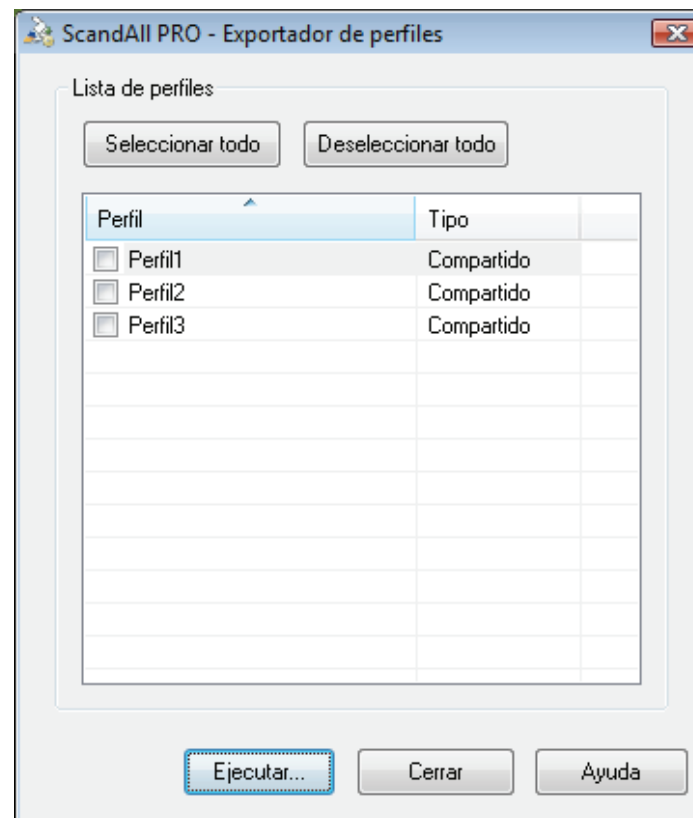 ScandAll PRO - Exportador de perfiles
Lista de perfiles
Seleccionar todo Deseleccionar todo
Perfil Tipo
Perfil1 Compartido
Perfil2 Compartido
Perfil3 Compartido
Ejecutar... Cerrar Ayuda